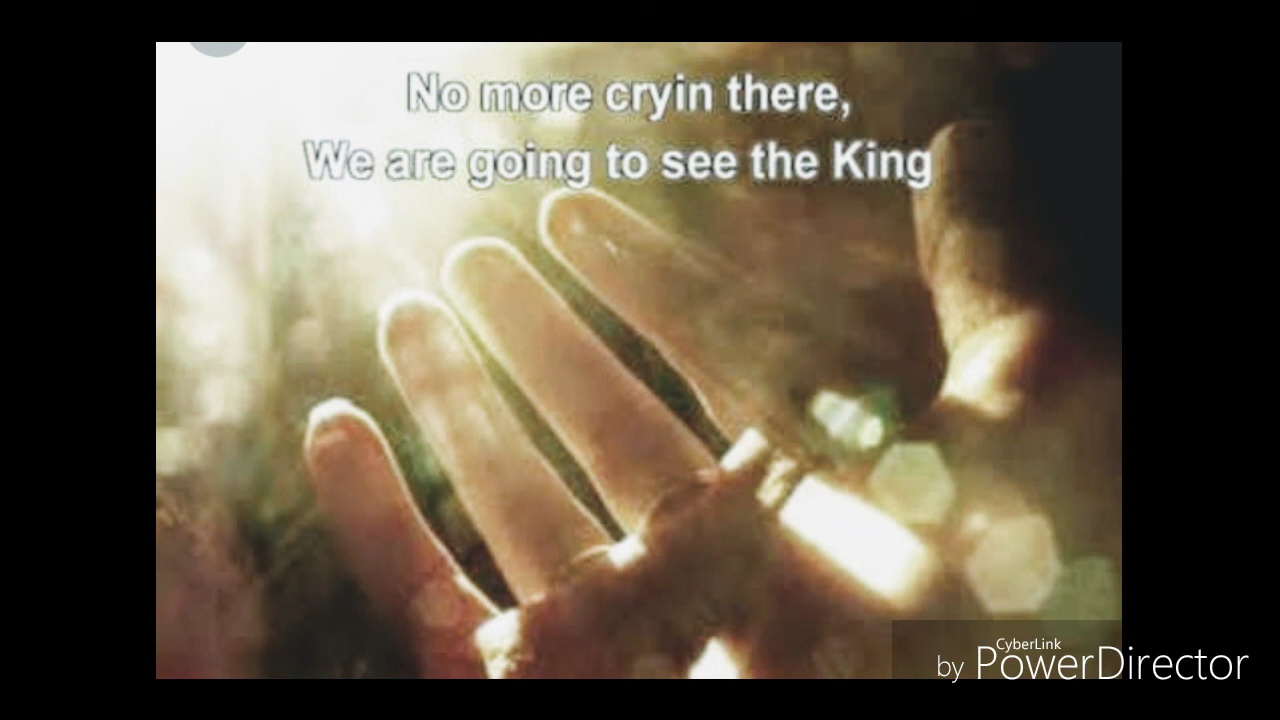 No more cryin there,
We are going to see the King
CyberLink
by PowerDirector